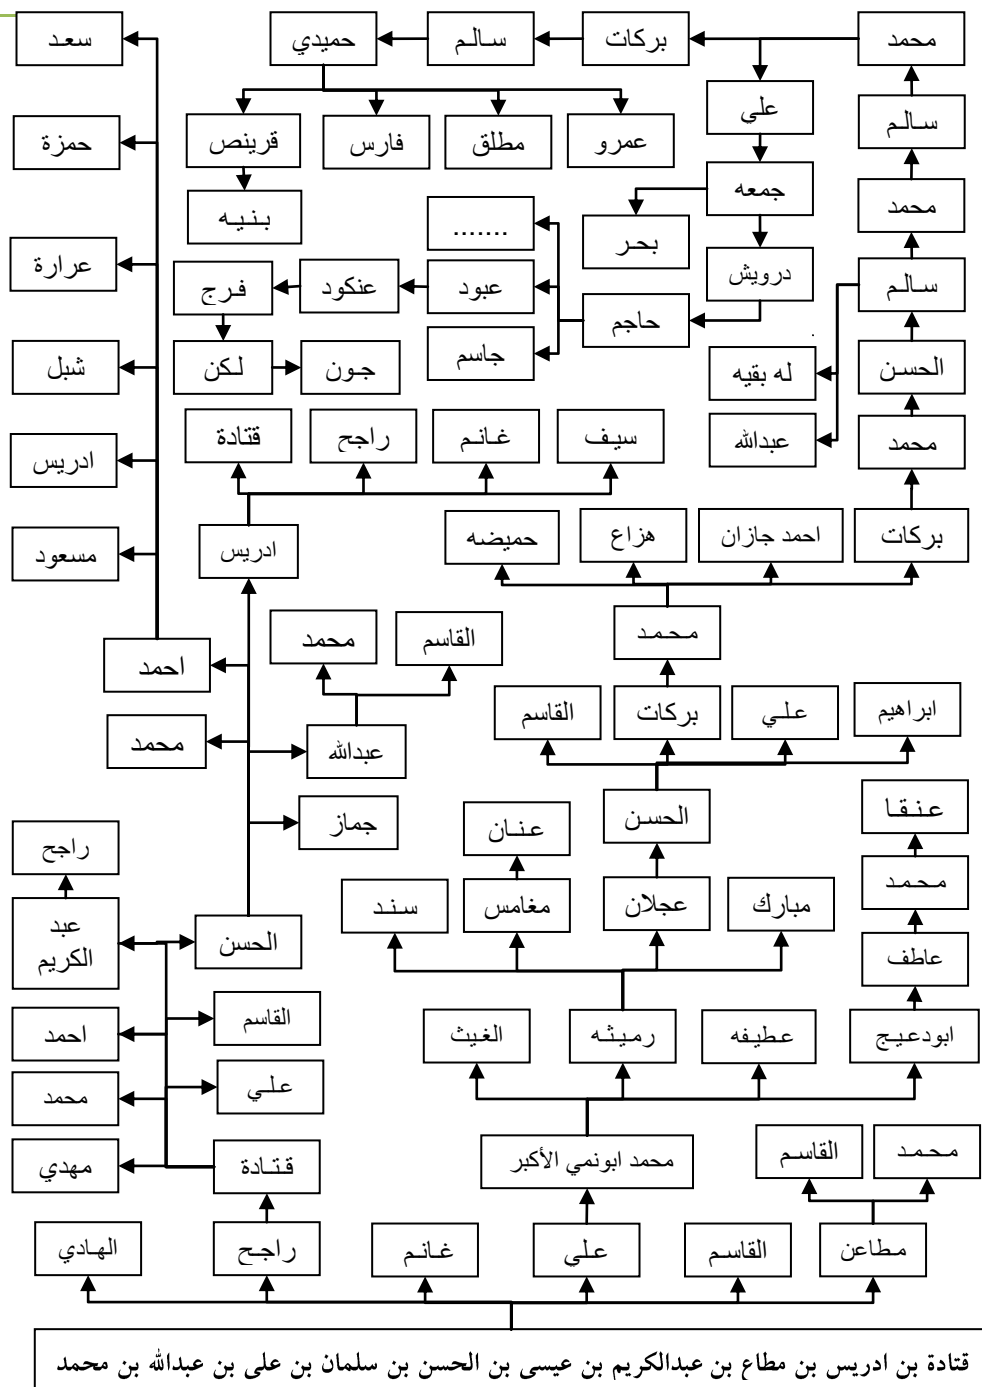 محمد
بركات
سالم
حميدي
سعد
علي
سالم
عمرو
مطلق
فارس
قرينص
حمزة
جمعه
محمد
بنيه
بحر
.......
درويش
سالم
عبود
عنكود
فرج
عرارة
حاجم
جاسم
الحسن
له بقيه
جون
لكن
شبل
محمد
عبدالله
سيف
غانم
راجح
قتادة
ادريس
بركات
احمد جازان
هزاع
حميضه
ادريس
مسعود
محمد
القاسم
محمد
احمد
ابراهيم
علي
بركات
القاسم
عبدالله
محمد
عنقا
الحسن
عنان
جماز
راجح
محمد
مبارك
عجلان
مغامس
سند
الحسن
عبد
الكريم
عاطف
القاسم
احمد
ابودعيج
عطيفه
رميثه
الغيث
علي
محمد
محمد
القاسم
محمد ابونمي الأكبر
قتادة
مهدي
مطاعن
القاسم
علي
غانم
راجح
الهادي
قتادة بن ادريس بن مطاع بن عبدالكريم بن عيسى بن الحسن بن سلمان بن على بن عبدالله بن محمد